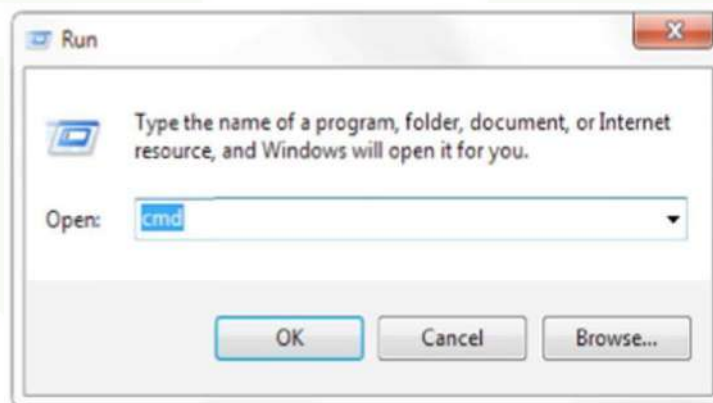 Run
Type the name of a program, folder, document, or Internet
resource, and Windows will open it for you.
Open: cmd
OK Cancel Browse...